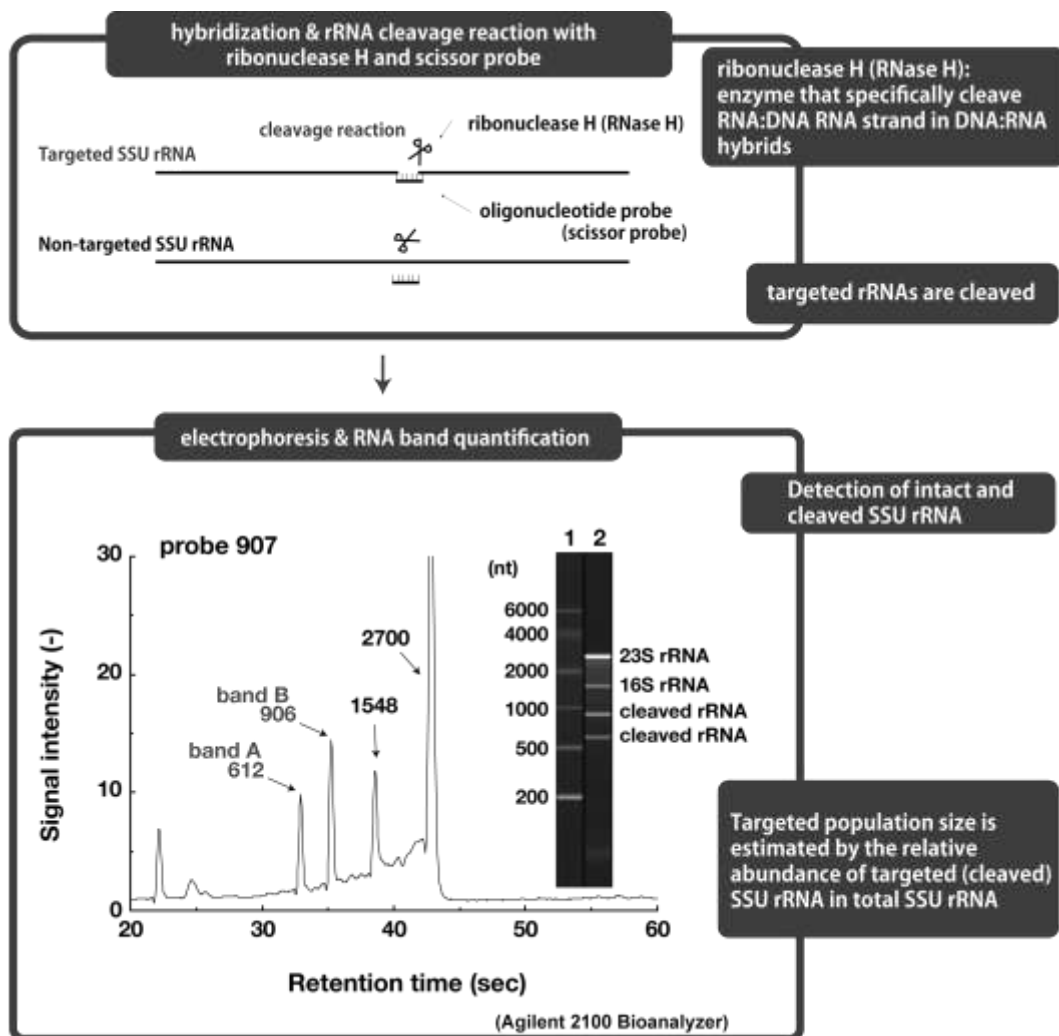 hybridization & rRNA cleavage reaction with
ribonuclease H and scissor probe
ribonuclease H (RNase H):
enzyme that specifically cleave
RNA:DNA RNA strand in DNA:RNA
hybrids
cleavage reaction
ribonuclease H (RNase H)
Targeted SSU rRNA
oligonucleotide probe
(scissor probe)
Non-targeted SSU rRNA
targeted rRNAs are cleaved
electrophoresis & RNA band quantification
Detection of intact and
cleaved SSU rRNA
probe 907
Signal intensity (-)
30
20
10
0
20
30
40
50
60
Retention time (sec)
band A
612
band B
906
1548
2700
1 2
(nt)
6000
4000
2000
1000
500
200
23S rRNA
16S rRNA
cleaved rRNA
cleaved rRNA
Targeted population size is
estimated by the relative
abundance of targeted (cleaved)
SSU rRNA in total SSU rRNA
(Agilent 2100 Bioanalyzer)